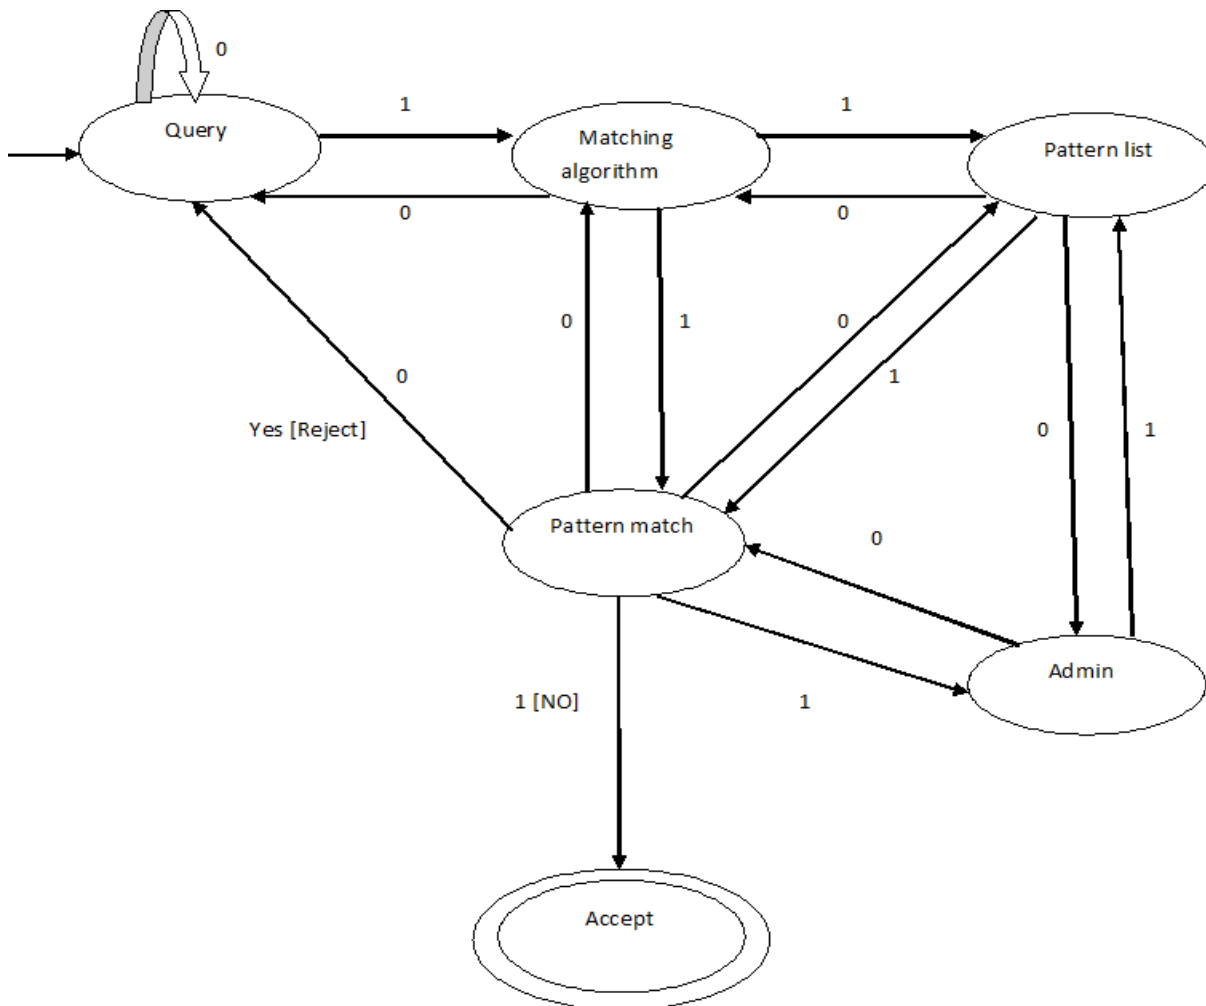 0
1
1
Query
Matching
algorithm
Pattern list
0
0
0
1
0
0
1
Yes [Reject]
0
1
Pattern match
0
Admin
1 [NO]
1
Accept